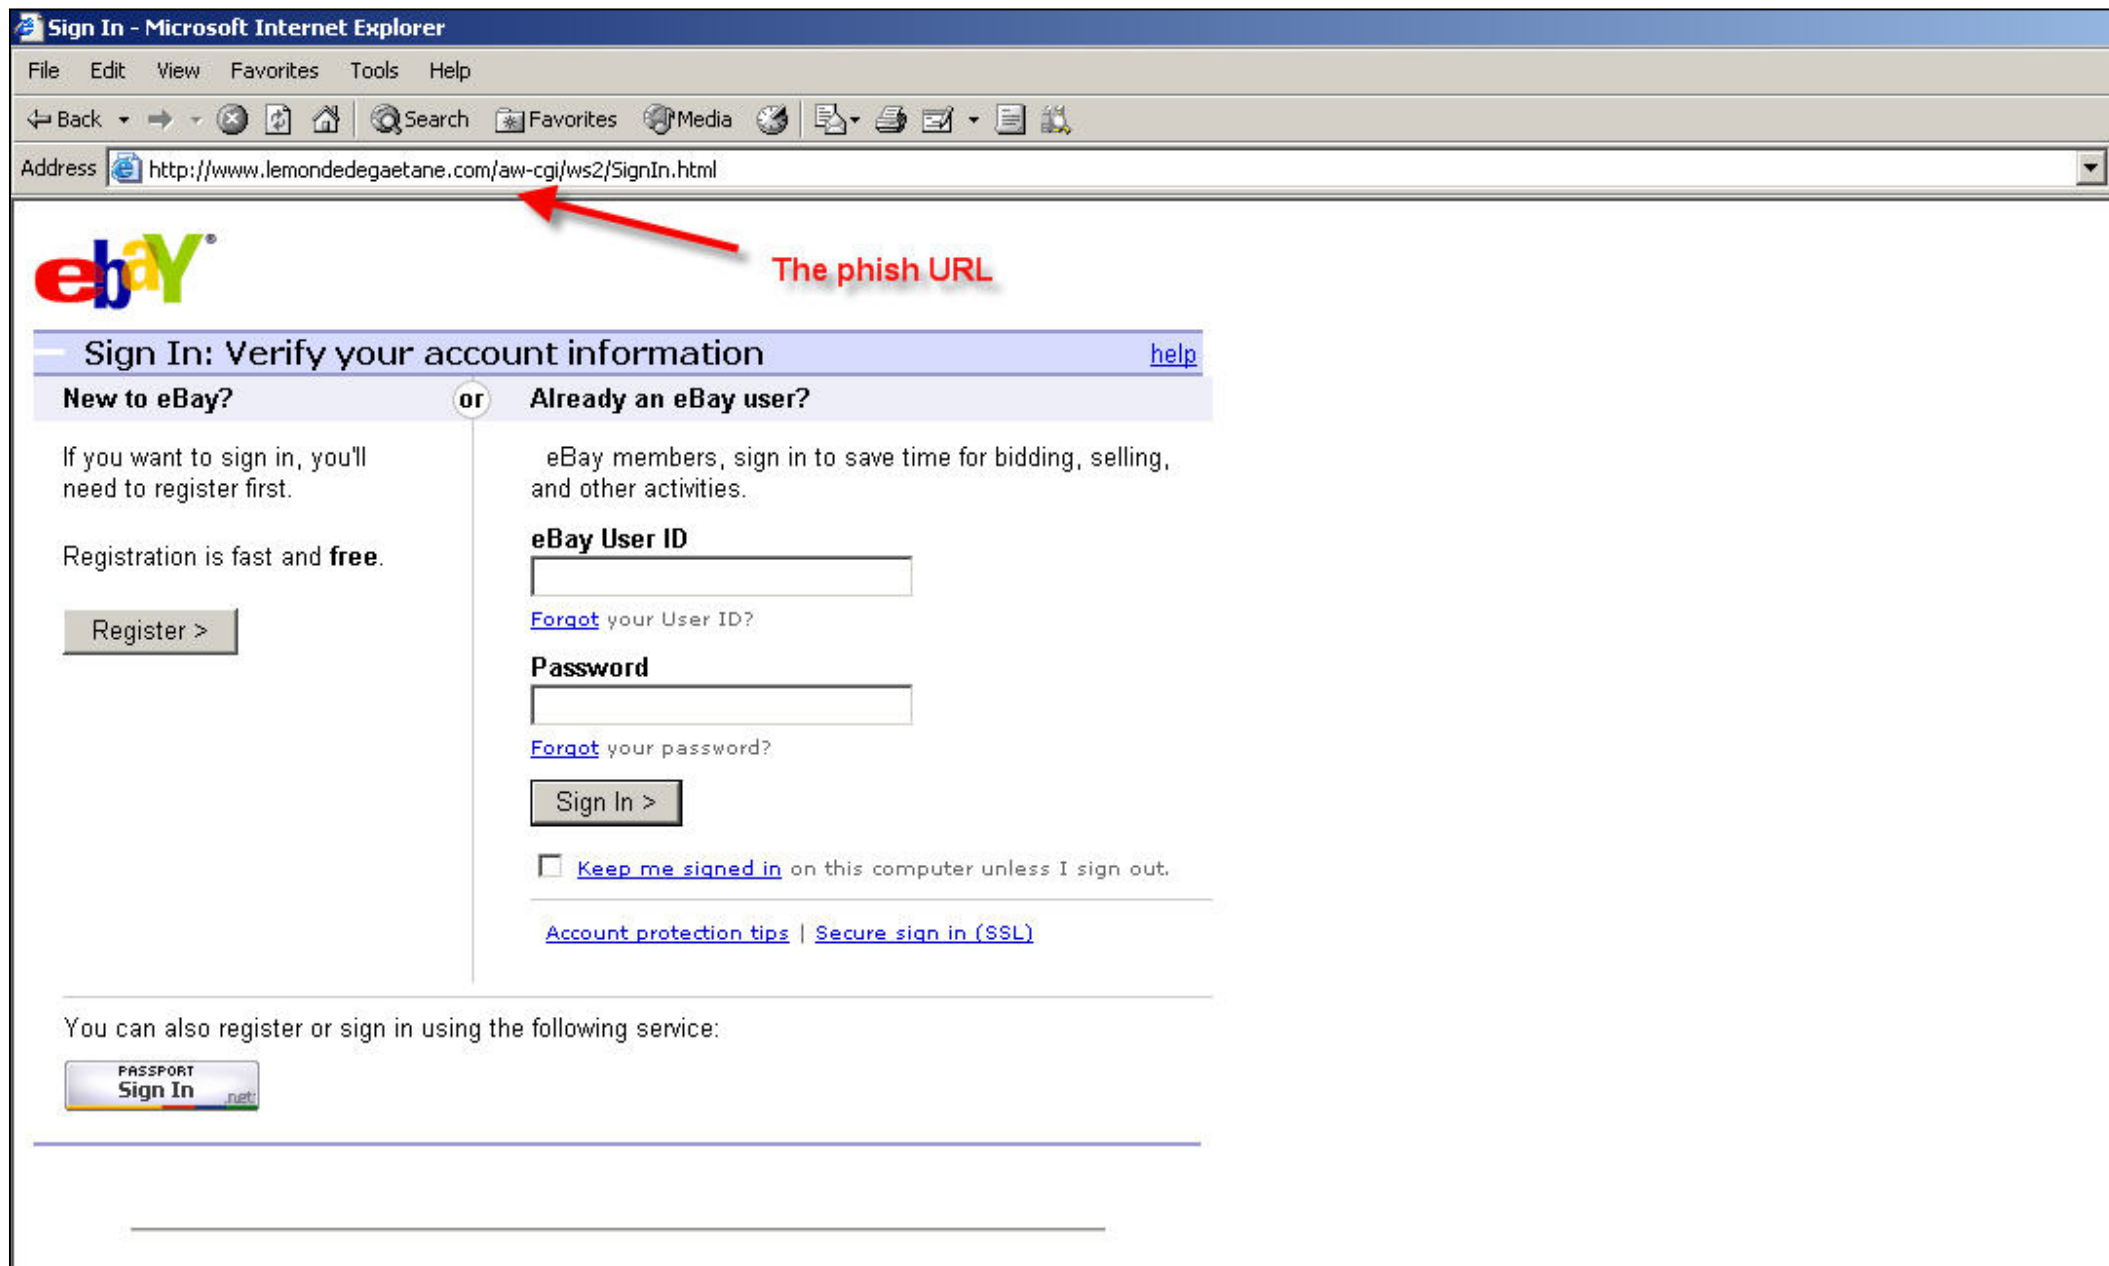 Sign In - Microsoft Internet Explorer
File Edit View Favorites Tools Help
Back Search Favorites Media
Address http://www.lemondedegaetane.com/aw-cgi/ws2/SignIn.html
The phish URL
ebaY®
Sign In: Verify your account information help
New to eBay? or Already an eBay user?
If you want to sign in, you'll
need to register first.
Registration is fast and free.
Register >
eBay members, sign in to save time for bidding, selling,
and other activities.
eBay User ID
Forgot your User ID?
Password
Forgot your password?
Sign In >
Keep me signed in on this computer unless I sign out.
Account protection tips | Secure sign in (SSL)
You can also register or sign in using the following service:
PASSPORT
Sign In .net